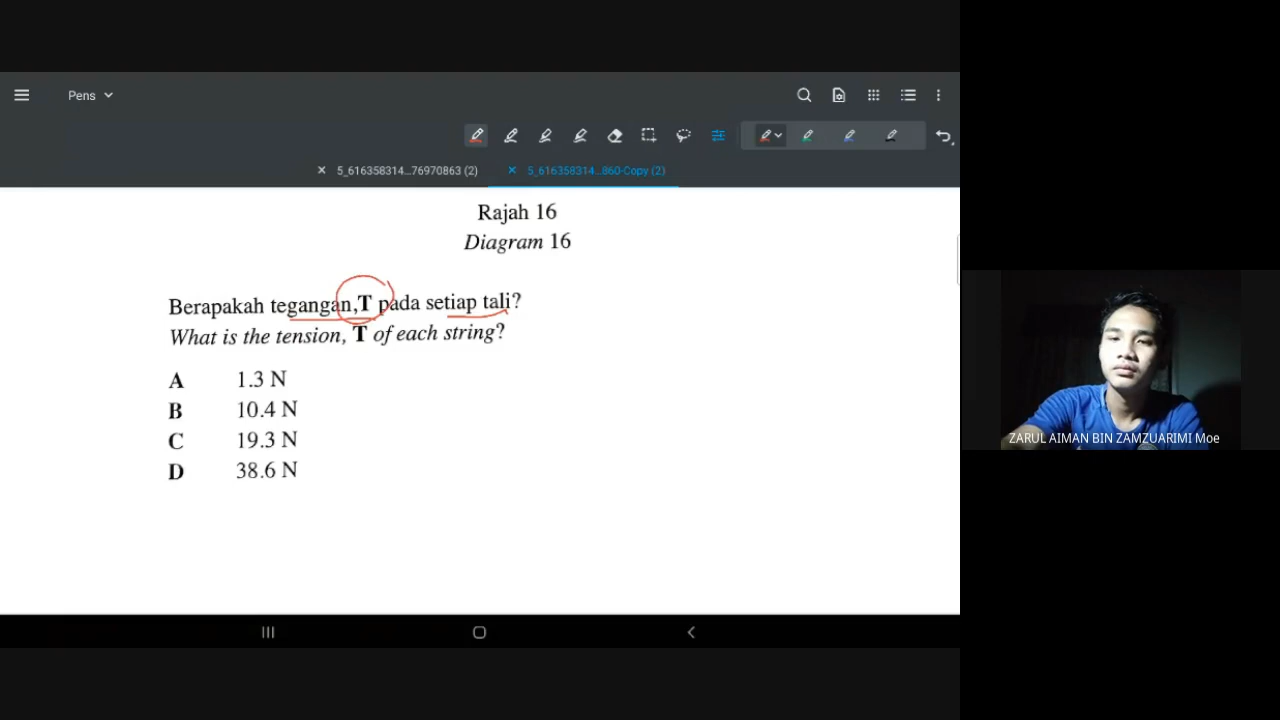 Pens
5_616358314...76970863 (2)
5_616358314...860-Copy (2)
Rajah 16
Diagram 16
Berapakah tegangan,T pada setiap tali?
What is the tension, T of each string?
A 1.3 N
B 10.4 N
C 19.3 N
D 38.6 N
ZARUL AIMAN BIN ZAMZUARIMI Moe